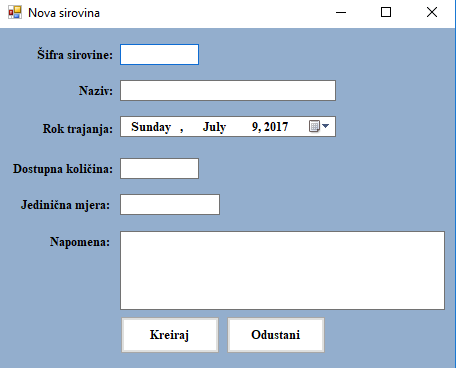 Nova sirovina
Šifra sirovine:
Naziv:
Rok trajanja: Sunday , July 9, 2017
Dostupna količina:
Jedinična mjera:
Napomena:
Kreiraj Odustani